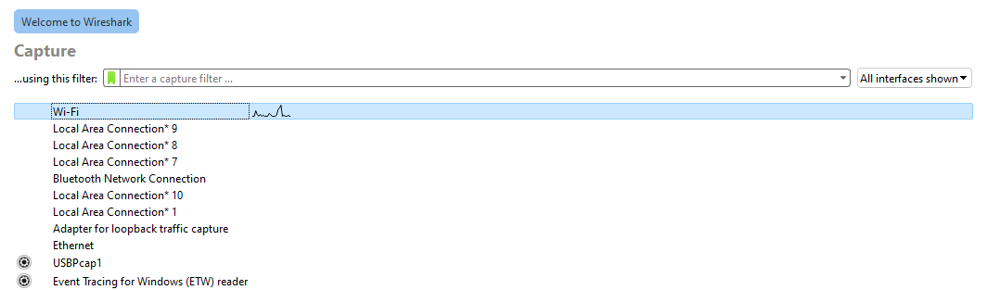 Welcome to Wireshark
Capture
...using this filter: Enter a capture filter ... All interfaces shown
Wi-Fi
Local Area Connection* 9
Local Area Connection* 8
Local Area Connection* 7
Bluetooth Network Connection
Local Area Connection* 10
Local Area Connection* 1
Adapter for loopback traffic capture
Ethernet
USBPcap1
Event Tracing for Windows (ETW) reader